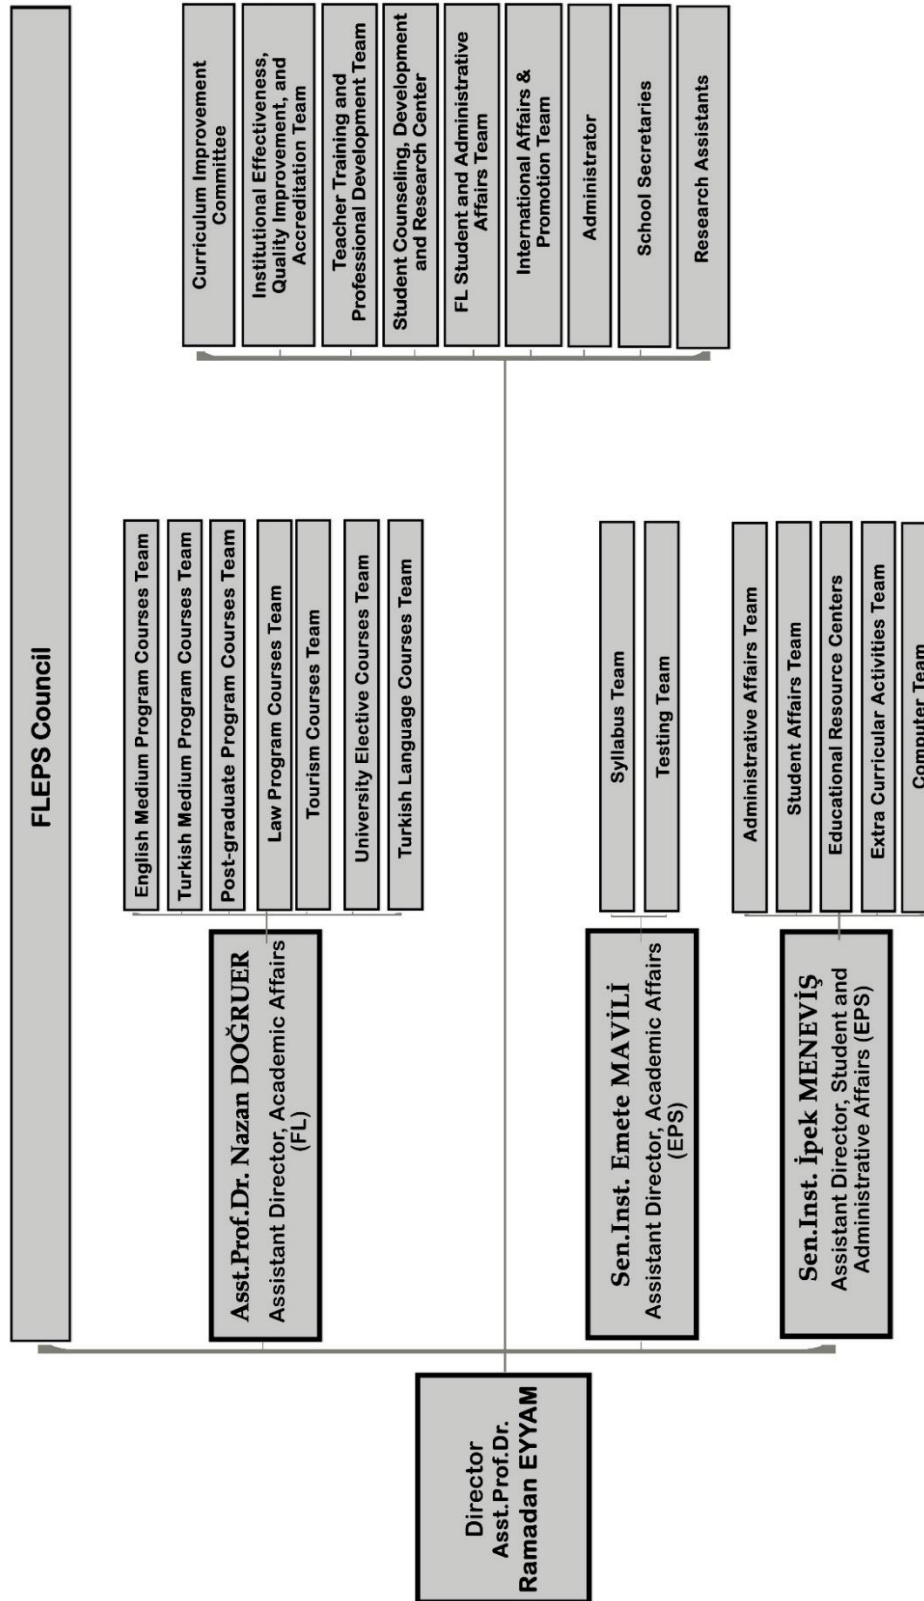 FLEPS Council
Director
Asst.Prof.Dr.
Ramadan EYYAM
Asst.Prof.Dr. Nazan DOĞRUER
Assistant Director, Academic Affairs
(FL)
English Medium Program Courses Team
Turkish Medium Program Courses Team
Post-graduate Program Courses Team
Law Program Courses Team
Tourism Courses Team
University Elective Courses Team
Turkish Language Courses Team
Sen.Inst. Emete MAVİLİ
Assistant Director, Academic Affairs
(EPS)
Syllabus Team
Testing Team
Sen.Inst. İpek MENEVİŞ
Assistant Director, Student and
Administrative Affairs (EPS)
Administrative Affairs Team
Student Affairs Team
Educational Resource Centers
Extra Curricular Activities Team
Computer Team
Curriculum Improvement
Committee
Institutional Effectiveness,
Quality Improvement, and
Accreditation Team
Teacher Training and
Professional Development Team
Student Counseling, Development
and Research Center
FL Student and Administrative
Affairs Team
International Affairs &
Promotion Team
Administrator
School Secretaries
Research Assistants